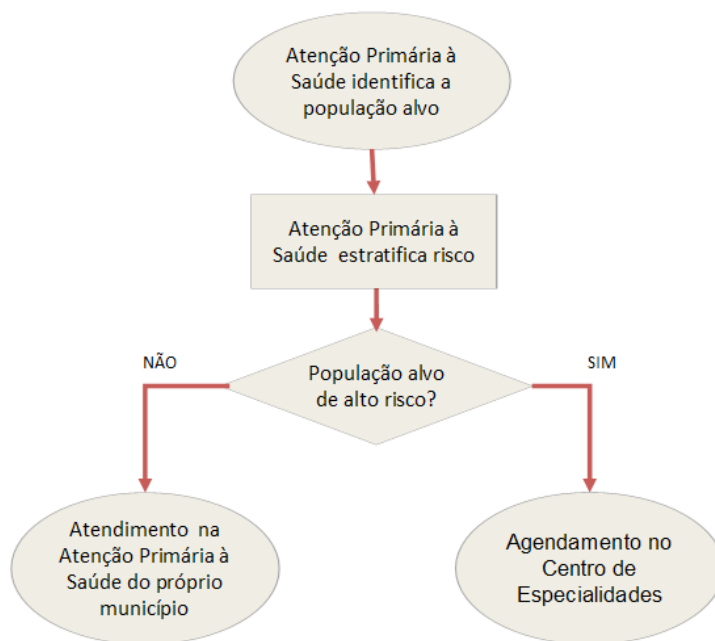 Atenção Primária à
Saúde identifica a
população alvo
Atenção Primária à
Saúde estratifica risco
População alvo
de alto risco?
NÃO
SIM
Atendimento na
Atenção Primária à
Saúde do próprio
município
Agendamento no
Centro de
Especialidades